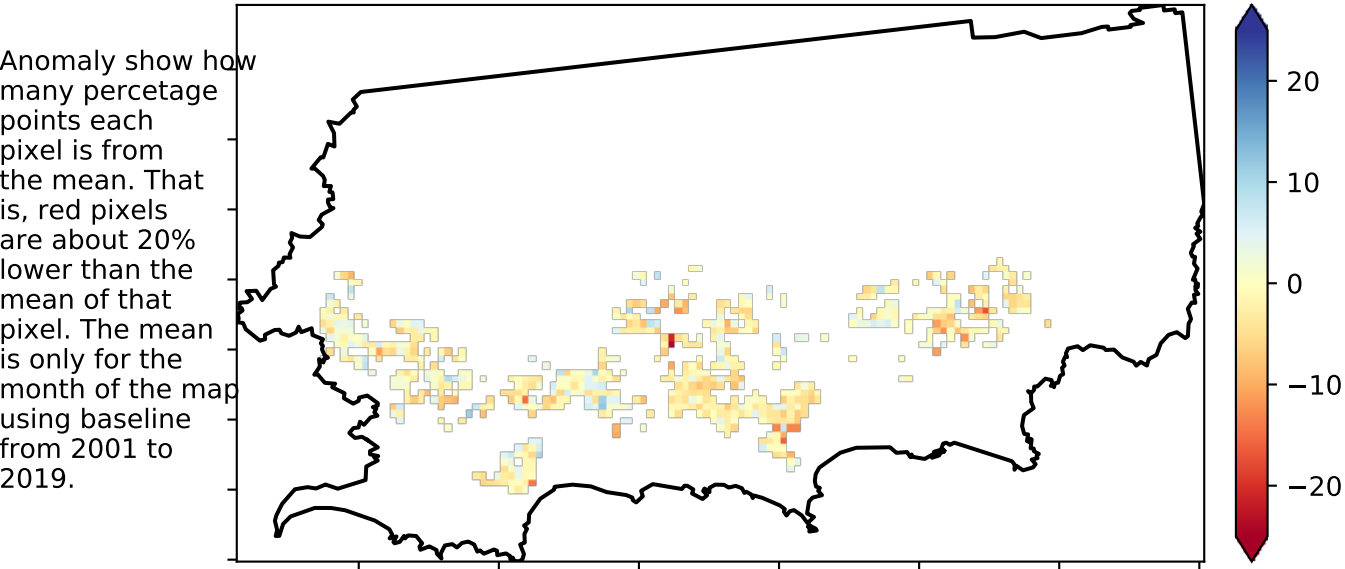 Anomaly show how
many percetage
points each
pixel is from
the mean. That
is, red pixels
are about 20%
lower than the
mean of that
pixel. The mean
is only for the
month of the map
using baseline
from 2001 to
2019.
20
10
0
−10
−20